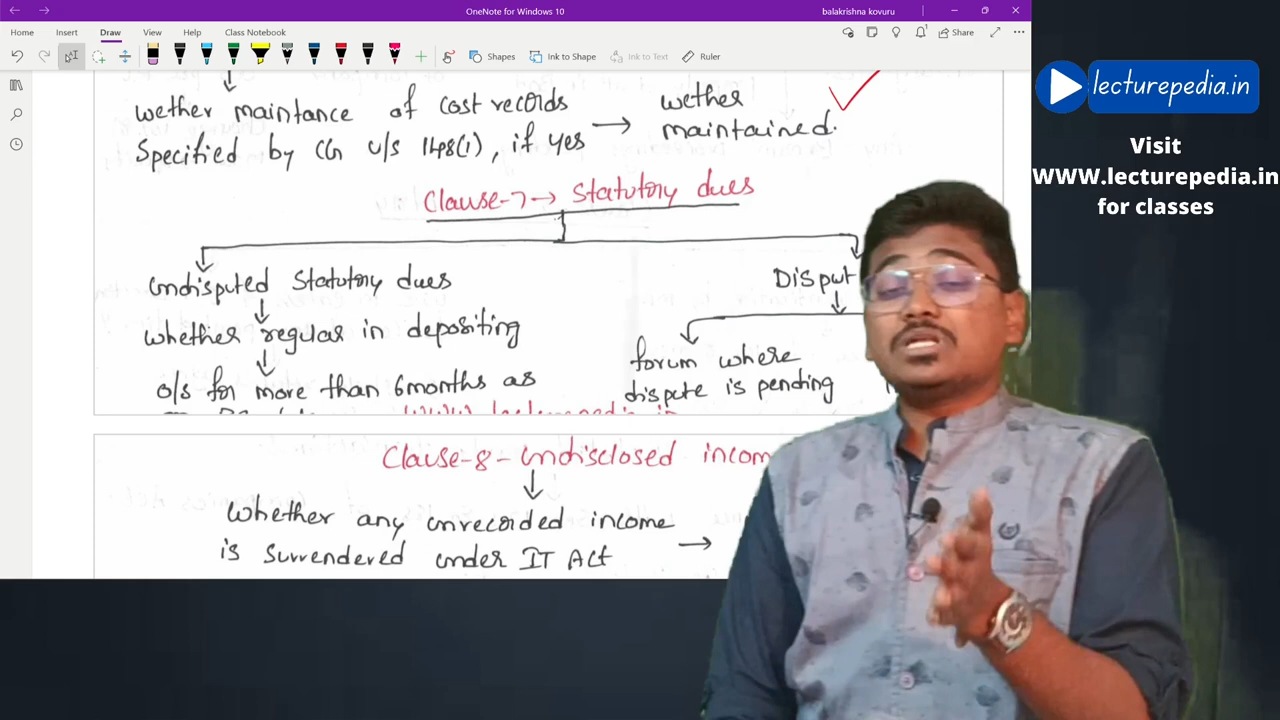 OneNote for Windows 10
balakrishna kovuru
Home Insert Draw View Help Class Notebook
Share
Shapes Ink to Shape Ink to Text Ruler
lecturepedia.in
Visit
WWW.lecturepedia.in
for classes
wether maintance of cost records
Specified by CG u/s 148(1), if yes
wether
maintained.
Clause-7 → Statutory dues
undisputed Statutory dues
whether regular in depositing
o/s for more than 6months as
Disput
forum where
dispute is pending
Clause-8 - undisclosed incom
Whether any unrecorded income
is surrendered under IT Act